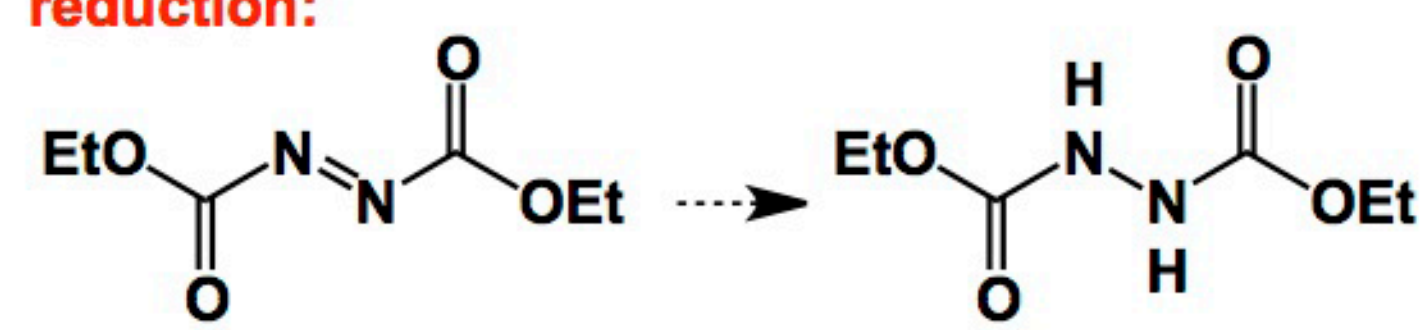 reduction:
O H O
EtO N N OEt EtO N N OEt
O O H